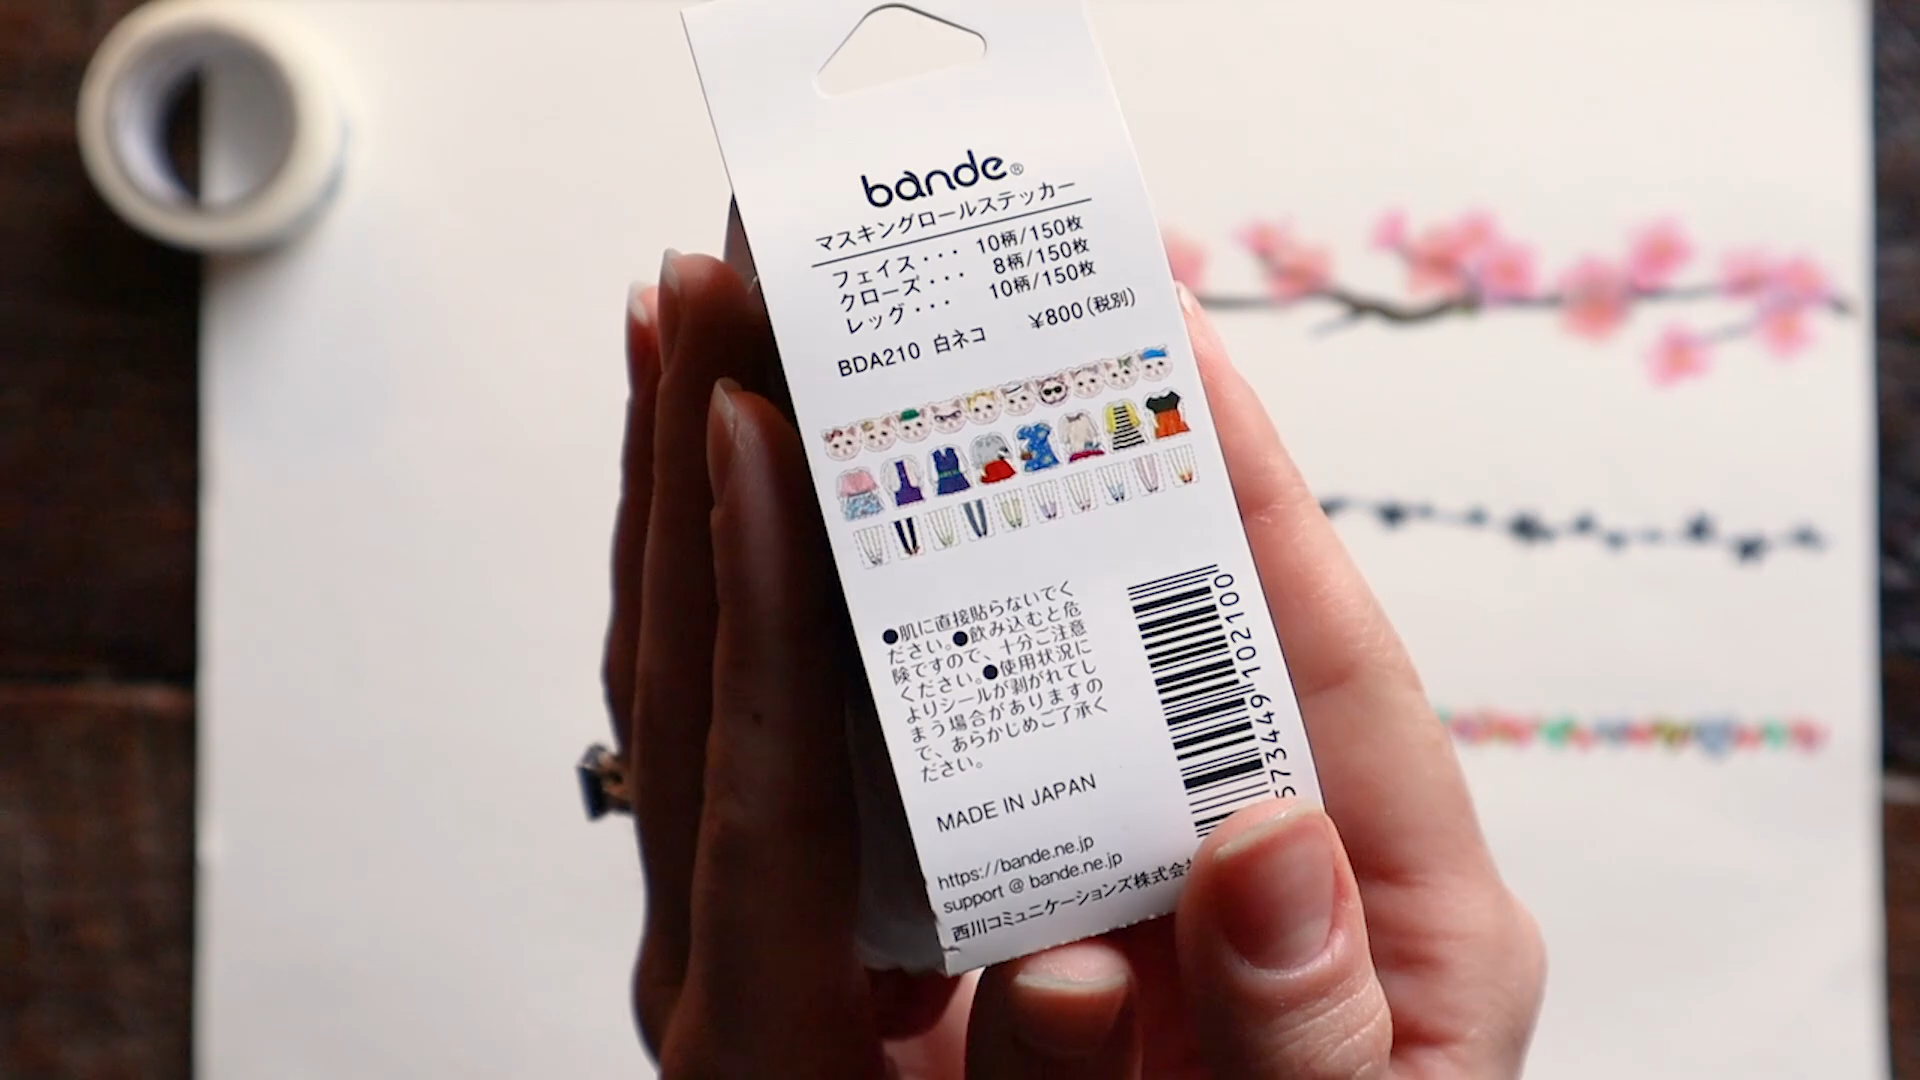 bande®
マスキングロールステッカー
フェイス・・・ 10柄/150枚
クローズ・・・ 8柄/150枚
レッグ・・・ 10柄/150枚
BDA210 白ネコ ¥800(税別)
●肌に直接貼らないでく
ださい。●飲み込むと危
険ですので、十分ご注意
ください。●使用状況に
よりシールが剥がれてし
まう場合がありますの
で、あらかじめご了承く
ださい。
573449 102100
MADE IN JAPAN
https://bande.ne.jp
support @ bande.ne.jp
西川コミュニケーションズ株式会